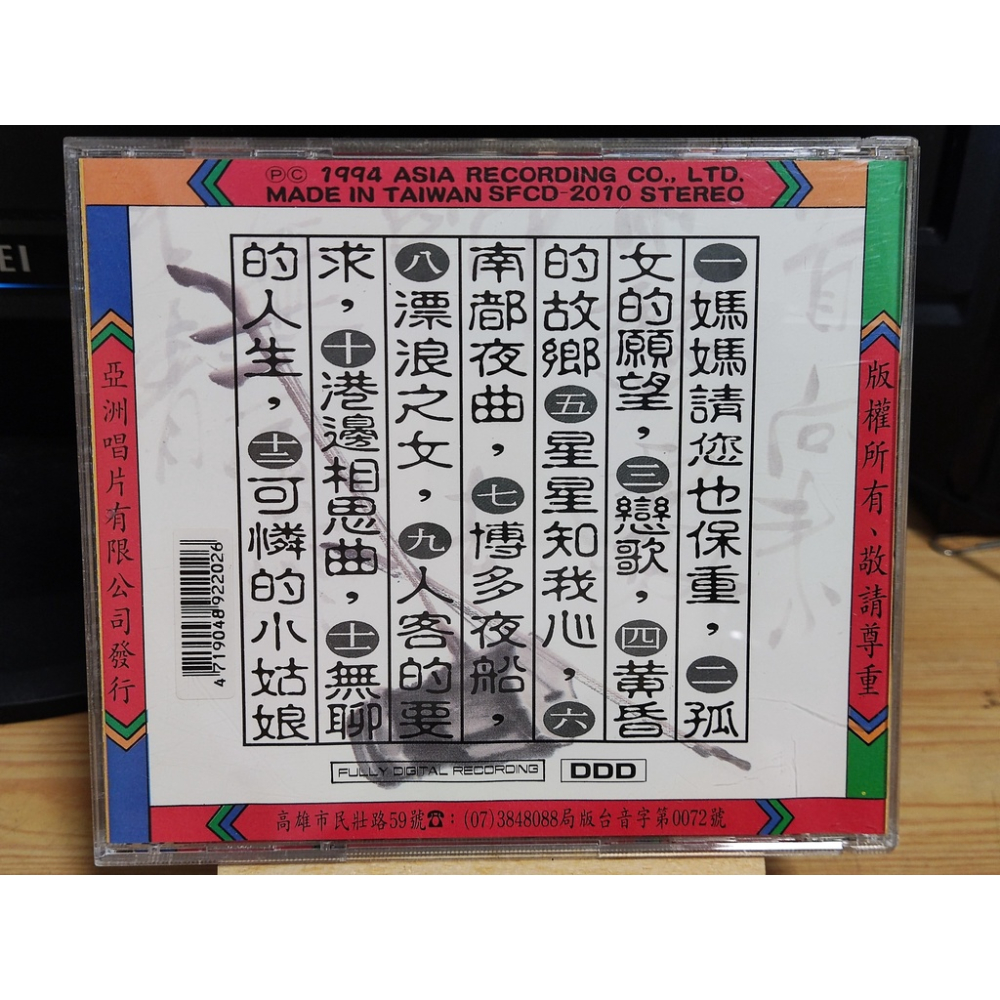 Ⓟ Ⓒ 1994 ASIA RECORDING CO., LTD.
MADE IN TAIWAN SFCD-2010 STEREO
版權所有、敬請尊重
一媽媽請您也保重，二孤
女的願望，三戀歌，四黃昏
的故鄉五星星知我心，六
南都夜曲，七博多夜船，
八漂浪之女，九人客的要
求，十港邊相思曲，十一無聊
的人生，十二可憐的小姑娘
亞洲唱片有限公司發行
4719048922026
FULLY DIGITAL RECORDING
DDD
高雄市民壯路59號☎：(07)3848088局版台音字第0072號
EI